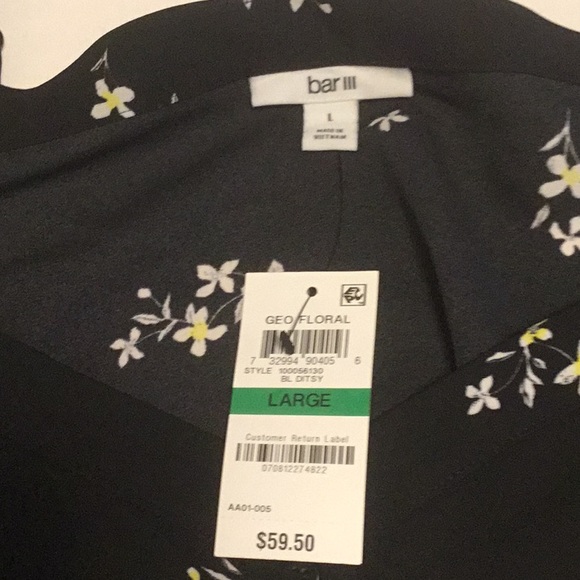 bar III
L
MADE IN
VIETNAM
GEO/FLORAL
7 32994 90405 6
STYLE 100056130
BL DITSY
LARGE
Customer Return Label
070812274822
AA01-005
$59.50